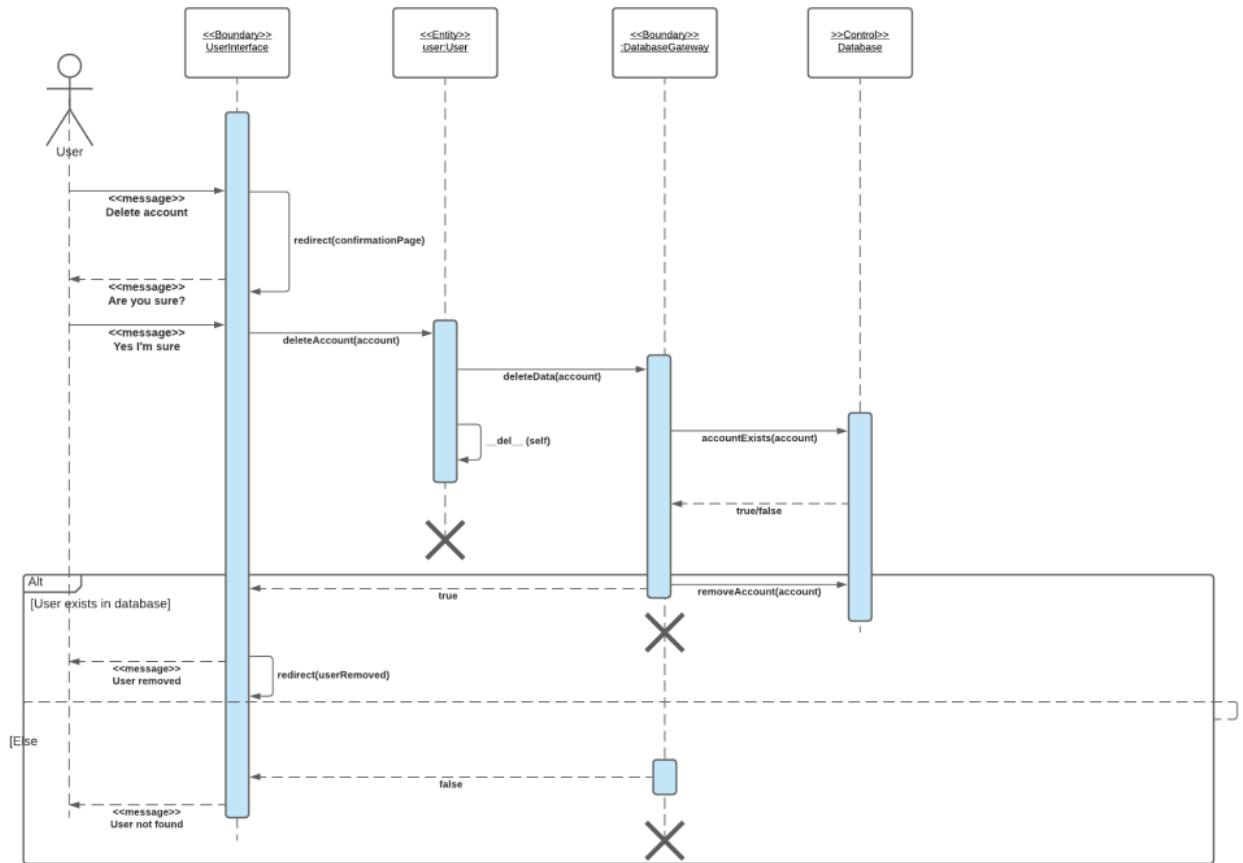 <<Boundary>>
UserInterface
<<Entity>>
user:User
<<Boundary>>
:DatabaseGateway
>>Control>>
Database
User
<<message>>
Delete account
redirect(confirmationPage)
<<message>>
Are you sure?
<<message>>
Yes I'm sure
deleteAccount(account)
deleteData(account)
__del__ (self)
accountExists(account)
true/false
Alt
[User exists in database]
true
removeAccount(account)
<<message>>
User removed
redirect(userRemoved)
[Else
false
<<message>>
User not found